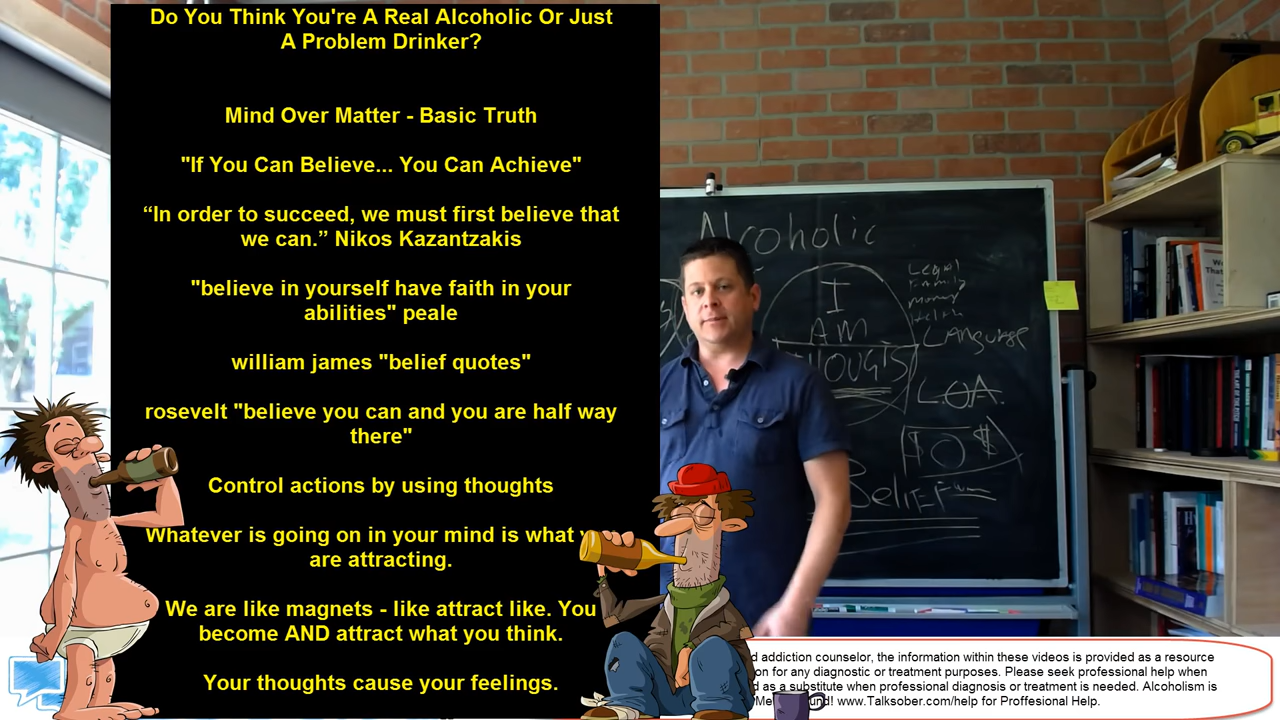 Do You Think You're A Real Alcoholic Or Just
A Problem Drinker?
Mind Over Matter - Basic Truth
"If You Can Believe... You Can Achieve"
“In order to succeed, we must first believe that
we can.” Nikos Kazantzakis
"believe in yourself have faith in your
abilities" peale
william james "belief quotes"
rosevelt "believe you can and you are half way
there"
Control actions by using thoughts
Whatever is going on in your mind is what
are attracting.
We are like magnets - like attract like. You
become AND attract what you think.
Your thoughts cause your feelings.
Alcoholic
I
AM
Legal
Family
Money
Health
Language
LOA
Belief
addiction counselor, the information within these videos is provided as a resource
for any diagnostic or treatment purposes. Please seek professional help when
as a substitute when professional diagnosis or treatment is needed. Alcoholism is
www.Talksober.com/help for Proffesional Help.